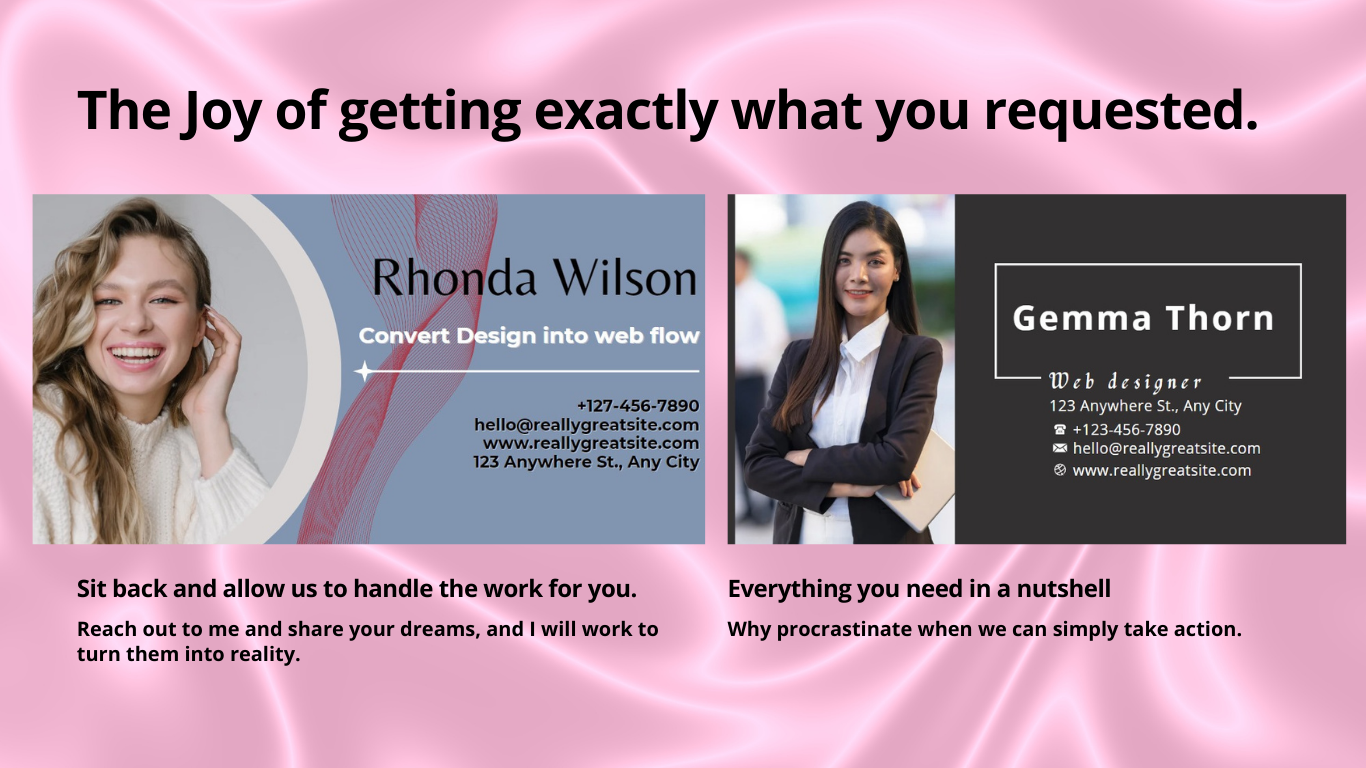 The Joy of getting exactly what you requested.
Rhonda Wilson
Convert Design into web flow
+127-456-7890
hello@reallygreatsite.com
www.reallygreatsite.com
123 Anywhere St., Any City
Gemma Thorn
Web designer
123 Anywhere St., Any City
+123-456-7890
hello@reallygreatsite.com
www.reallygreatsite.com
Sit back and allow us to handle the work for you.
Reach out to me and share your dreams, and I will work to
turn them into reality.
Everything you need in a nutshell
Why procrastinate when we can simply take action.